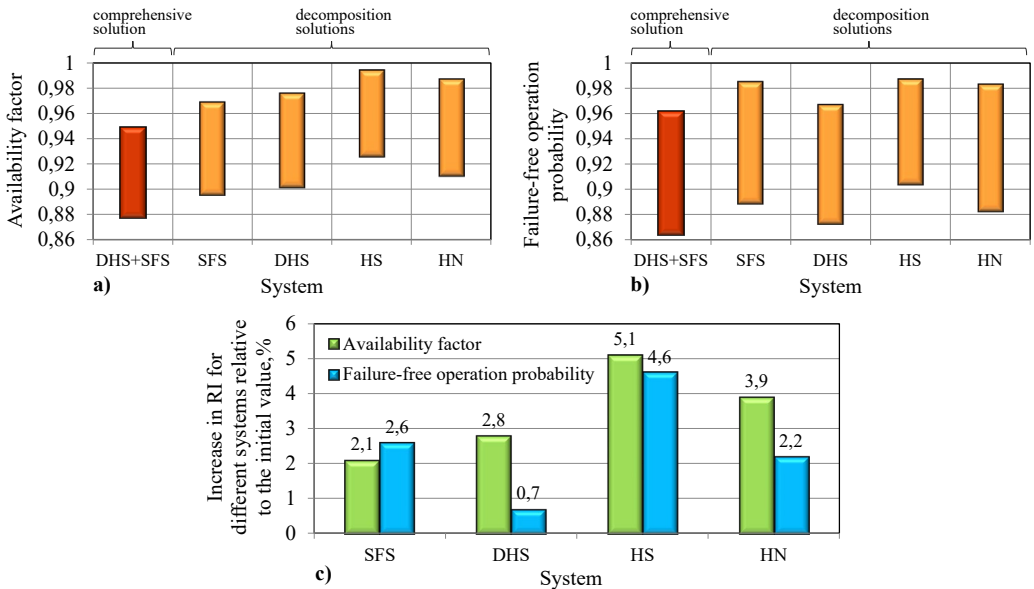 comprehensive solution
decomposition solutions
Availability factor
1
0,98
0,96
0,94
0,92
0,9
0,88
0,86
DHS+SFS SFS DHS HS HN
System
a)
comprehensive solution
decomposition solutions
Failure-free operation probability
1
0,98
0,96
0,94
0,92
0,9
0,88
0,86
DHS+SFS SFS DHS HS HN
System
b)
Increase in RI for
different systems relative
to the initial value,%
6
5
4
3
2
1
0
Availability factor
Failure-free operation probability
2,1 2,6 2,8 0,7 5,1 4,6 3,9 2,2
SFS DHS HS HN
System
c)